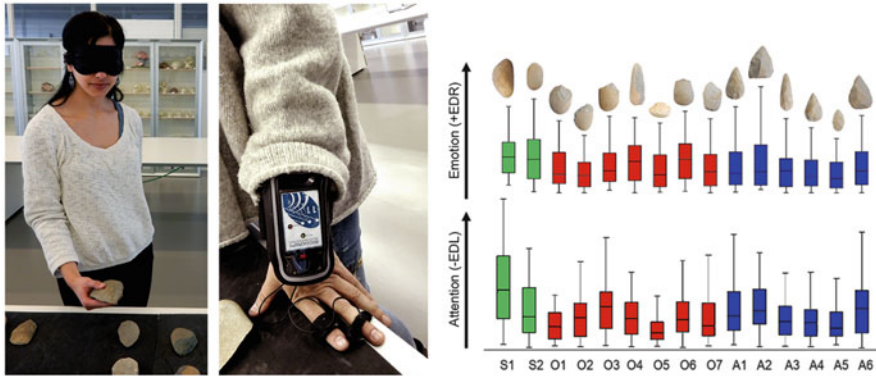 Emotion (+EDR)
Attention (-EDL)
S1 S2 O1 O2 O3 O4 O5 O6 O7 A1 A2 A3 A4 A5 A6